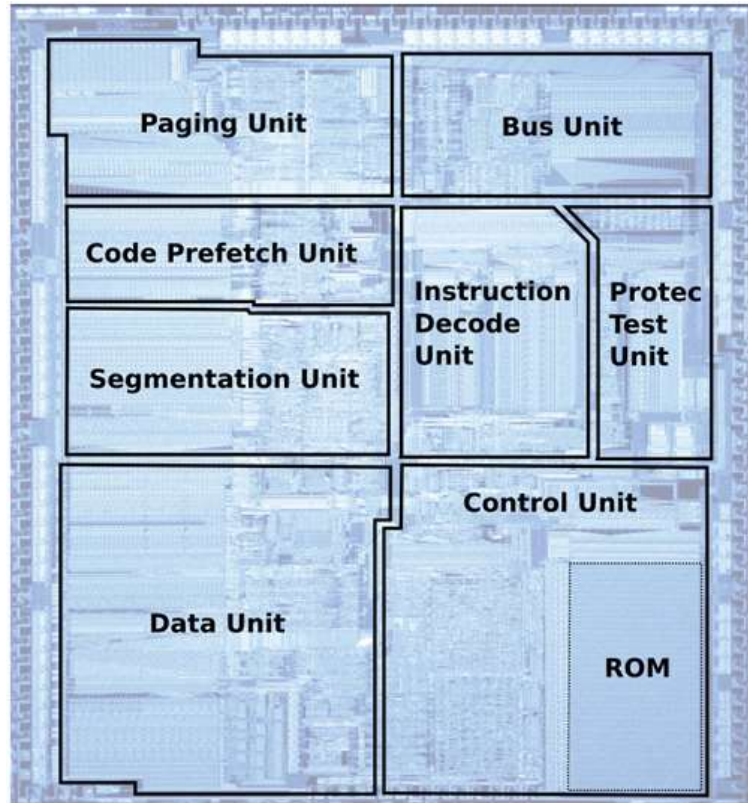 Paging Unit
Bus Unit
Code Prefetch Unit
Instruction
Decode
Unit
Protec
Test
Unit
Segmentation Unit
Control Unit
Data Unit
ROM